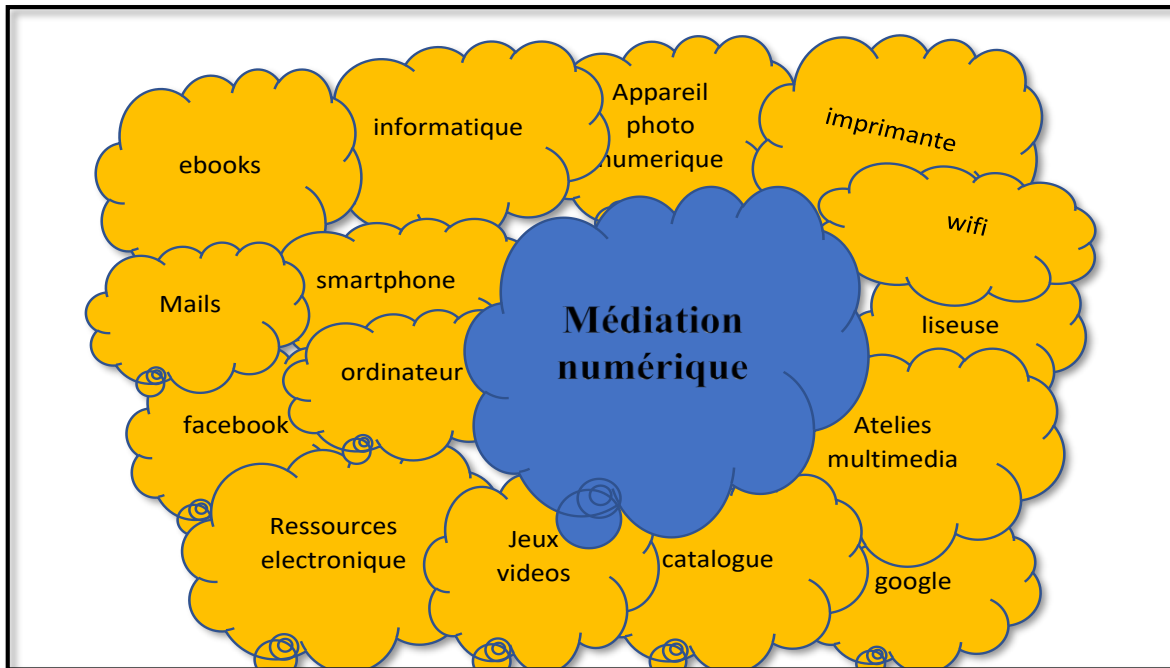 ebooks
informatique
Appareil
photo
numerique
imprimante
wifi
Mails
smartphone
Médiation
numérique
liseuse
ordinateur
facebook
Atelies
multimedia
Ressources
electronique
Jeux
videos
catalogue
google